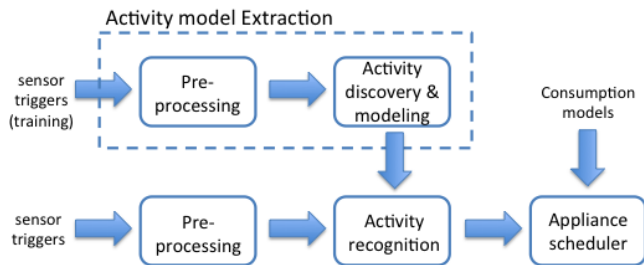 Activity model Extraction
sensor
triggers
(training)
Pre-
processing
Activity
discovery &
modeling
Consumption
models
sensor
triggers
Pre-
processing
Activity
recognition
Appliance
scheduler